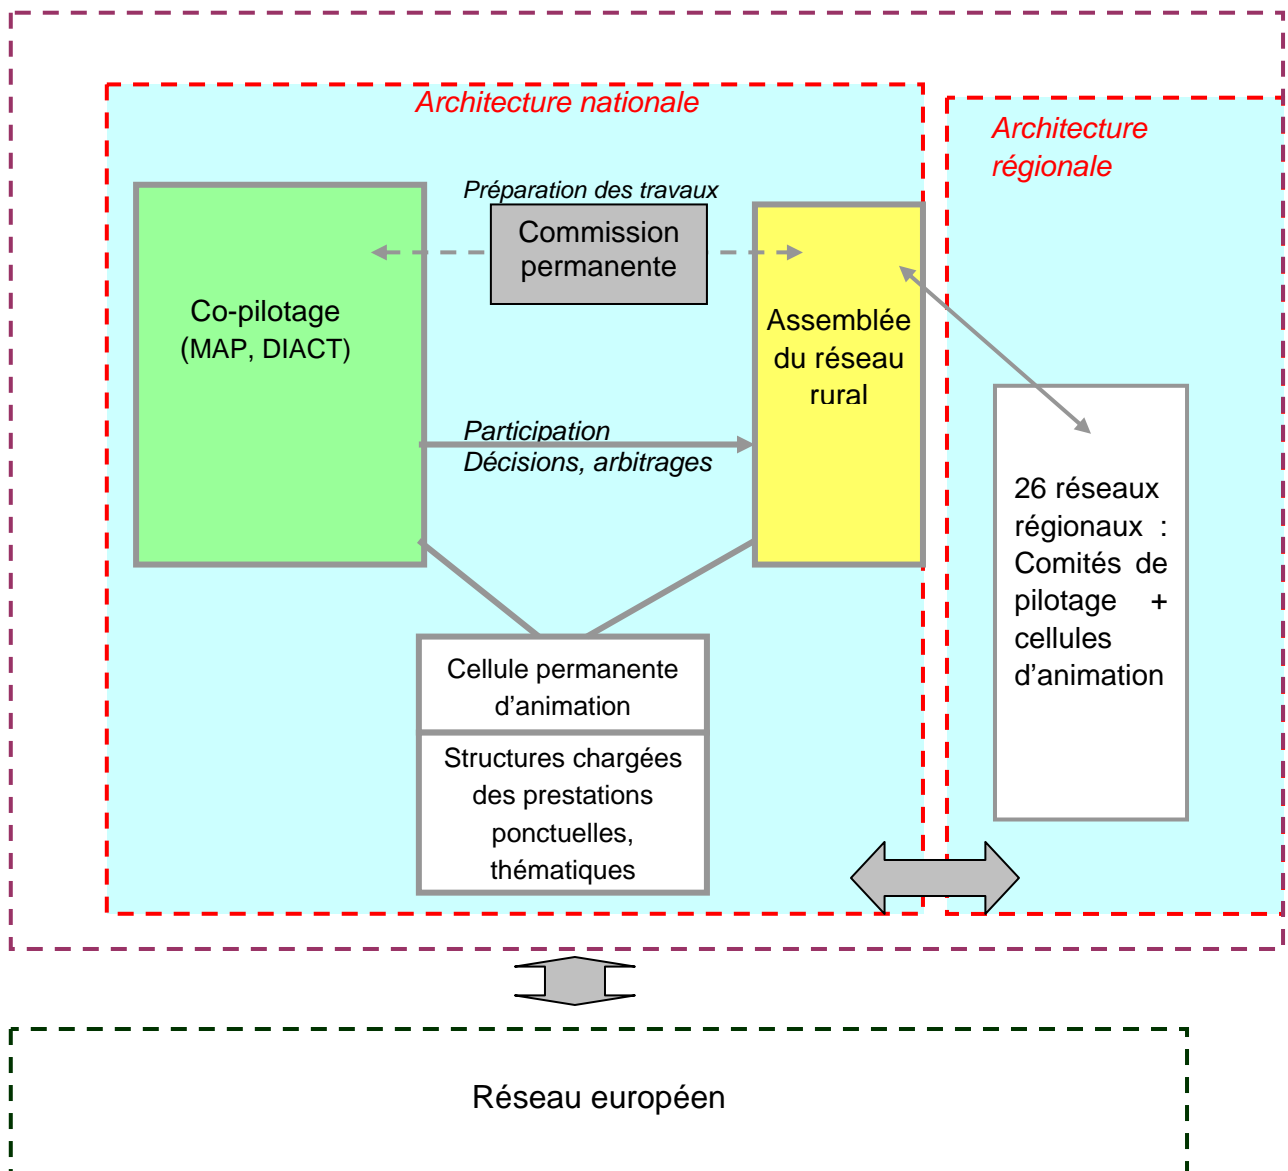 Architecture nationale
Architecture
régionale
Préparation des travaux
Commission
permanente
Co-pilotage
(MAP, DIACT)
Assemblée
du réseau
rural
Participation
Décisions, arbitrages
26 réseaux
régionaux :
Comités de
pilotage +
cellules
d’animation
Cellule permanente
d’animation
Structures chargées
des prestations
ponctuelles,
thématiques
Réseau européen